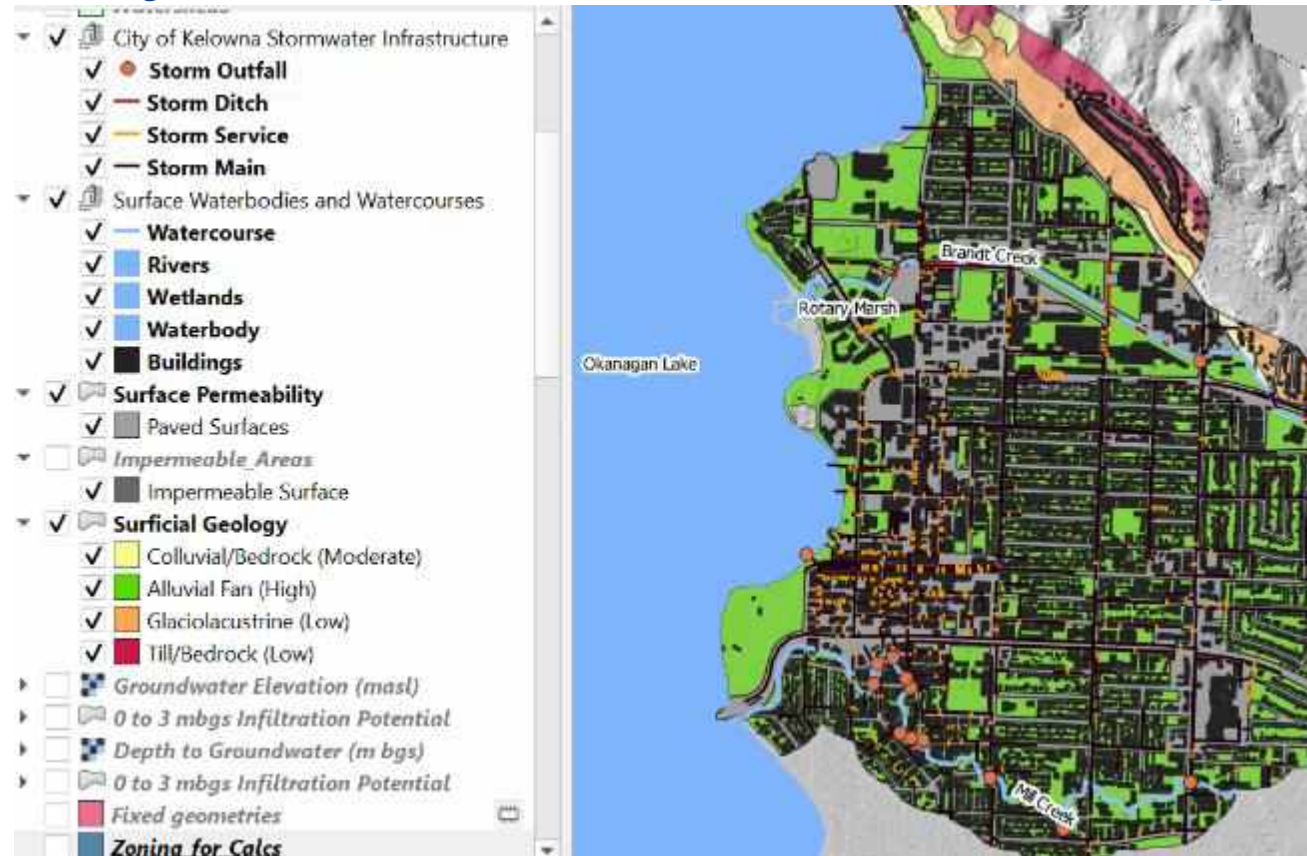 City of Kelowna Stormwater Infrastructure
Storm Outfall
Storm Ditch
Storm Service
Storm Main
Surface Waterbodies and Watercourses
Watercourse
Rivers
Wetlands
Waterbody
Buildings
Surface Permeability
Paved Surfaces
Impermeable_Areas
Impermeable Surface
Surficial Geology
Colluvial/Bedrock (Moderate)
Alluvial Fan (High)
Glaciolacustrine (Low)
Till/Bedrock (Low)
Groundwater Elevation (masl)
0 to 3 mbgs Infiltration Potential
Depth to Groundwater (m bgs)
0 to 3 mbgs Infiltration Potential
Fixed geometries
Zoning_for_Calcs
Brandt Creek
Rotary Marsh
Okanagan Lake
Mill Creek